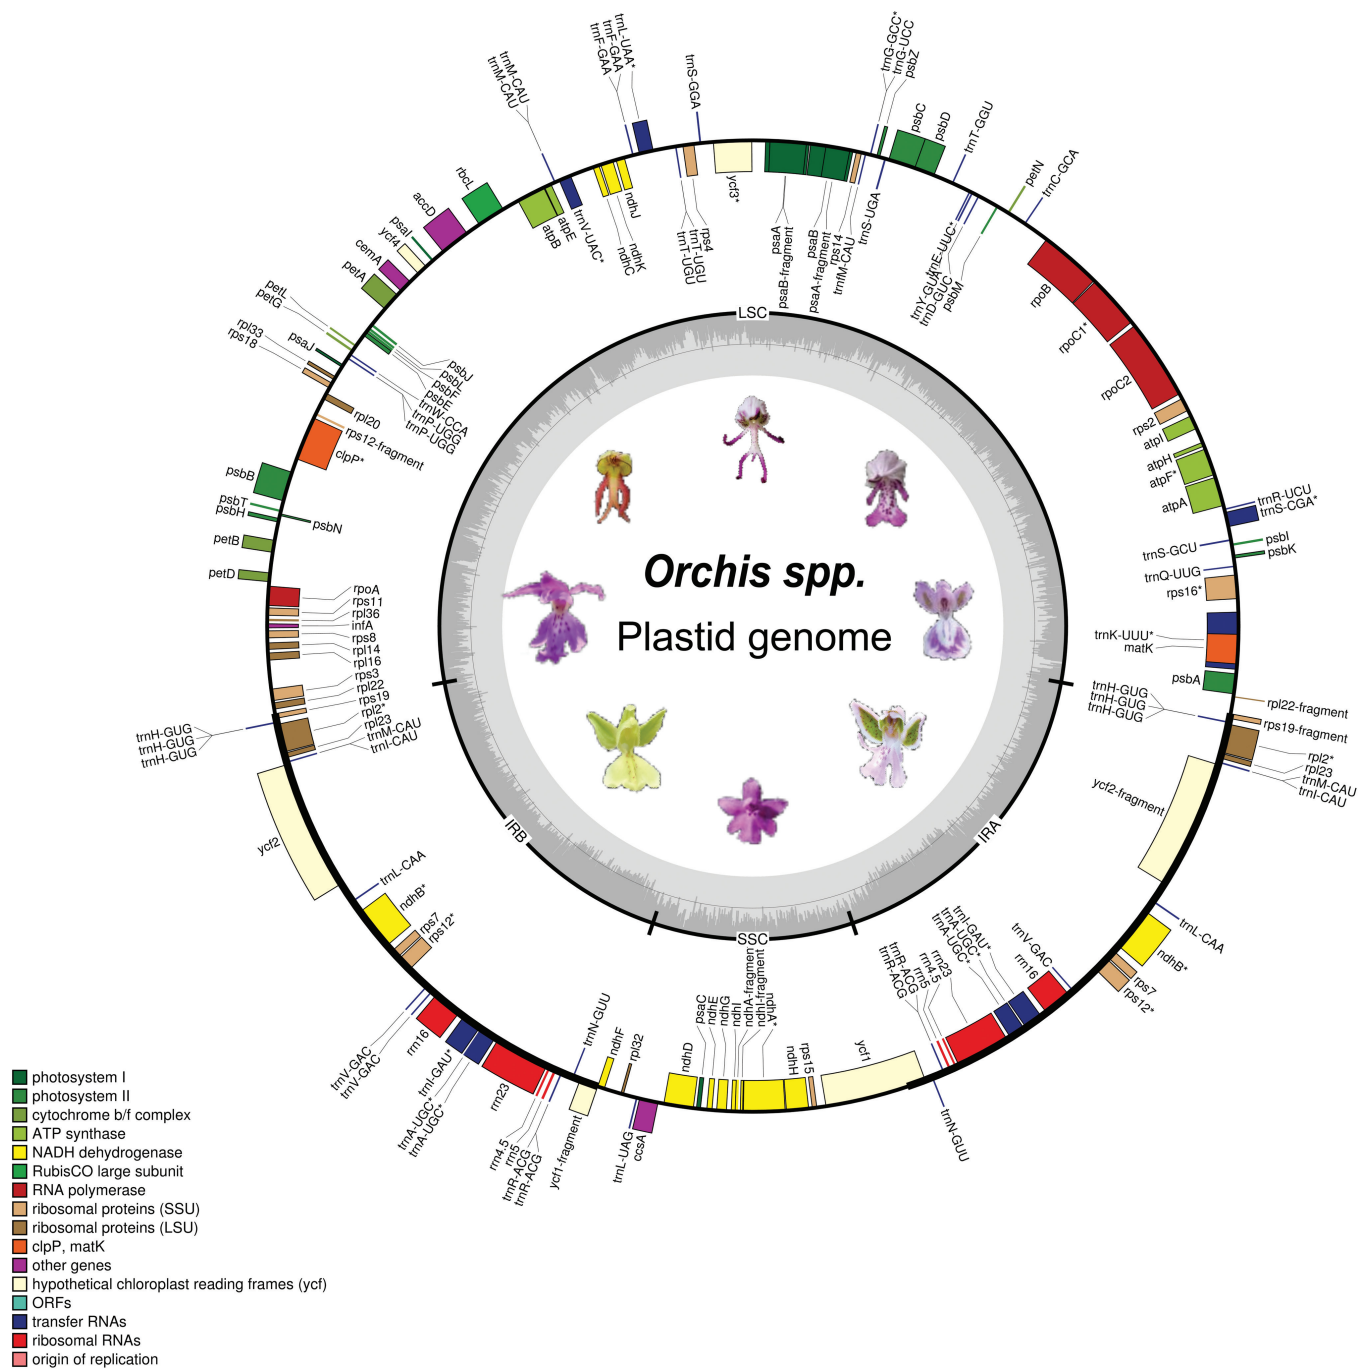 trnG-GCC*
trnG-UCC
psbZ
psbC
psbD
trnT-GGU
petN
trnC-GCA
trnS-GGA
trnL-UAA*
trnF-GAA
trnF-GAA
trnM-CAU
trnM-CAU
rbcL
accD
psaI
ycf4
cemA
petA
petL
petG
psaJ
rpl33
rps18
psbB
psbT
psbH
petB
petD
atpB
atpE
trnV-UAC*
ndhC
ndhK
ndhJ
trnT-UGU
trnT-UGU
rps4
ycf3*
psaA
psaB-fragment
psaB
psaA-fragment
rps14
trnfM-CAU
trnS-UGA
trnE-UUC*
trnY-GUA
trnD-GUC
psbM
rpoB
rpoC1*
rpoC2
rps2
atpI
atpH
atpF*
atpA
trnR-UCU
trnS-CGA*
trnS-GCU
psbI
psbK
trnQ-UUG
rps16*
trnK-UUU*
matK
psbA
psbJ
psbL
psbF
psbE
trnW-CCA
trnP-UGG
trnP-UGG
rpl20
rps12-fragment
clpP*
psbN
rpoA
rps11
rpl36
infA
rps8
rpl14
rpl16
rps3
rpl22
rps19
rpl2*
rpl23
trnM-CAU
trnI-CAU
trnH-GUG
trnH-GUG
trnH-GUG
ycf2
trnL-CAA
ndhB*
rps7
rps12*
trnV-GAC
trnV-GAC
rrn16
trnI-GAU*
trnA-UGC*
trnA-UGC*
rrn23
rrn4.5
rrn5
trnR-ACG
trnR-ACG
trnN-GUU
ycf1-fragment
ndhF
rpl32
trnL-UAG
ccsA
ndhD
psaC
ndhE
ndhG
ndhI
ndhA-fragment
ndhI-fragment
ndhA*
ndhH
rps15
ycf1
trnN-GUU
trnR-ACG
trnR-ACG
rrn5
rrn4.5
rrn23
trnA-UGC*
trnA-UGC*
trnI-GAU*
rrn16
trnV-GAC
rps12*
rps7
ndhB*
trnL-CAA
ycf2-fragment
trnH-GUG
trnH-GUG
trnH-GUG
rpl22-fragment
rps19-fragment
rpl2*
rpl23
trnM-CAU
trnI-CAU
LSC
IRB
IRA
SSC
Orchis spp.
Plastid genome
photosystem I
photosystem II
cytochrome b/f complex
ATP synthase
NADH dehydrogenase
RubisCO large subunit
RNA polymerase
ribosomal proteins (SSU)
ribosomal proteins (LSU)
clpP, matK
other genes
hypothetical chloroplast reading frames (ycf)
ORFs
transfer RNAs
ribosomal RNAs
origin of replication